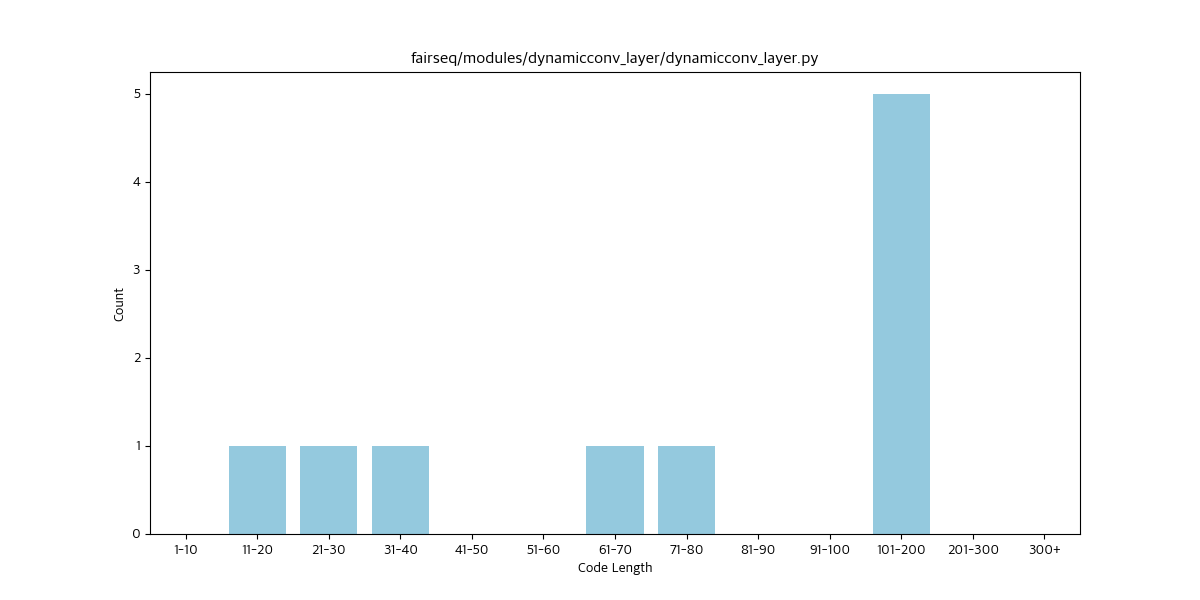 fairseq/modules/dynamicconv_layer/dynamicconv_layer.py
5
4
3
2
1
0
Count
1-10 11-20 21-30 31-40 41-50 51-60 61-70 71-80 81-90 91-100 101-200 201-300 300+
Code Length